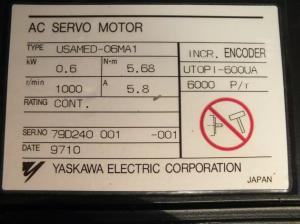 AC SERVO MOTOR
TYPE USAMED-06MA1
kW 0.6 N·m 5.68
r/min 1000 A 5.8
RATING CONT.
INCR. ENCODER
UTOPI-600UA
6000 P/r
SER.NO 79D240 001 -001
DATE 9710
YASKAWA ELECTRIC CORPORATION
JAPAN